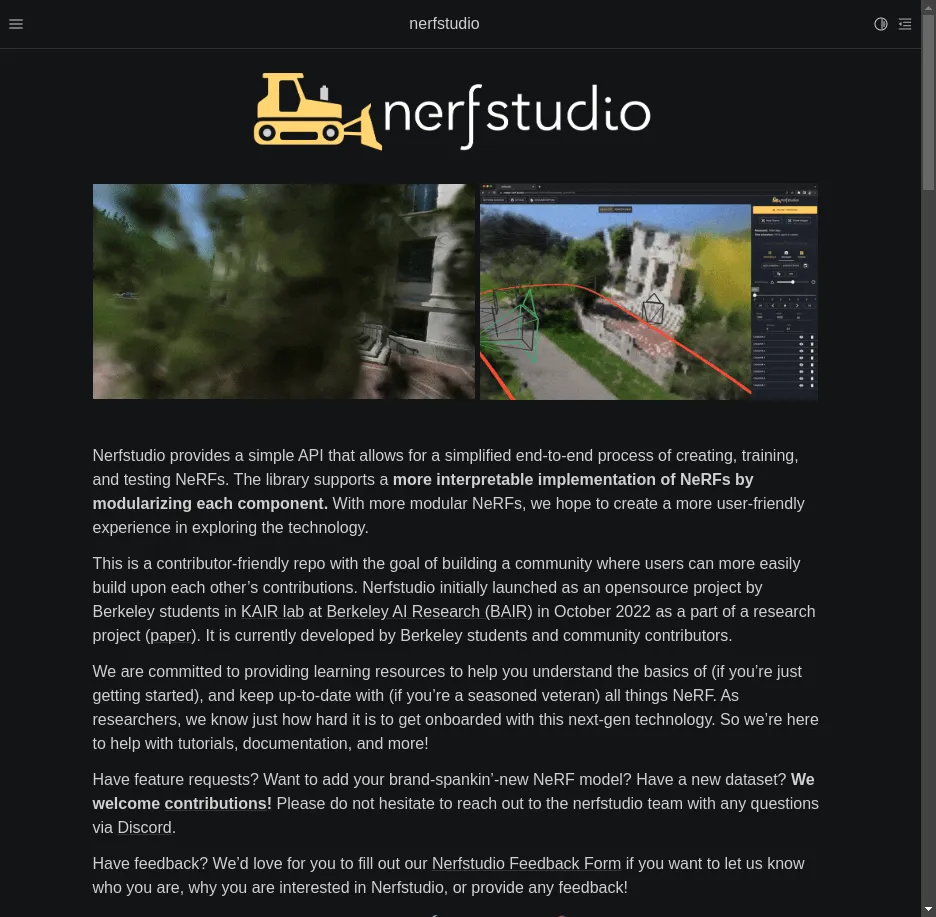 nerfstudio
nerfstudio
Nerfstudio provides a simple API that allows for a simplified end-to-end process of creating, training,
and testing NeRFs. The library supports a more interpretable implementation of NeRFs by
modularizing each component. With more modular NeRFs, we hope to create a more user-friendly
experience in exploring the technology.
This is a contributor-friendly repo with the goal of building a community where users can more easily
build upon each other’s contributions. Nerfstudio initially launched as an opensource project by
Berkeley students in KAIR lab at Berkeley AI Research (BAIR) in October 2022 as a part of a research
project (paper). It is currently developed by Berkeley students and community contributors.
We are committed to providing learning resources to help you understand the basics of (if you’re just
getting started), and keep up-to-date with (if you’re a seasoned veteran) all things NeRF. As
researchers, we know just how hard it is to get onboarded with this next-gen technology. So we’re here
to help with tutorials, documentation, and more!
Have feature requests? Want to add your brand-spankin’-new NeRF model? Have a new dataset? We
welcome contributions! Please do not hesitate to reach out to the nerfstudio team with any questions
via Discord.
Have feedback? We’d love for you to fill out our Nerfstudio Feedback Form if you want to let us know
who you are, why you are interested in Nerfstudio, or provide any feedback!